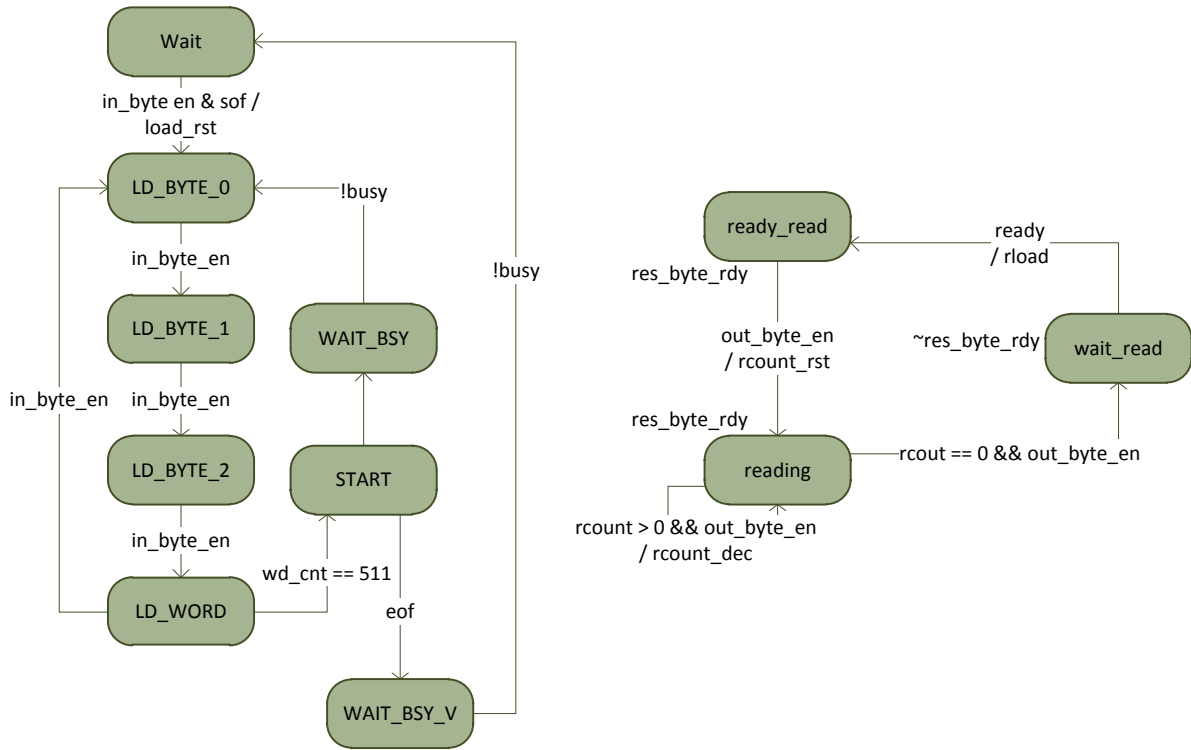 Wait
in_byte en & sof /
load_rst
LD_BYTE_0
in_byte_en
LD_BYTE_1
in_byte_en
LD_BYTE_2
in_byte_en
LD_WORD
in_byte_en
wd_cnt == 511
START
WAIT_BSY
!busy
eof
WAIT_BSY_V
!busy
ready_read
res_byte_rdy
out_byte_en
/ rcount_rst
res_byte_rdy
reading
rcount > 0 && out_byte_en
/ rcount_dec
rcout == 0 && out_byte_en
~res_byte_rdy
wait_read
ready
/ rload